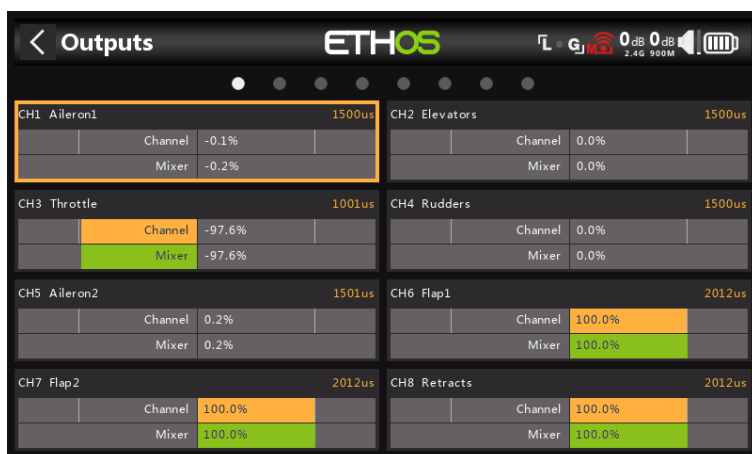 Outputs
ETHOS
L G M 0 dB 0 dB
2.4G 900M
CH1 Aileron1 1500us
Channel -0.1%
Mixer -0.2%
CH2 Elevators 1500us
Channel 0.0%
Mixer 0.0%
CH3 Throttle 1001us
Channel -97.6%
Mixer -97.6%
CH4 Rudders 1500us
Channel 0.0%
Mixer 0.0%
CH5 Aileron2 1501us
Channel 0.2%
Mixer 0.2%
CH6 Flap1 2012us
Channel 100.0%
Mixer 100.0%
CH7 Flap2 2012us
Channel 100.0%
Mixer 100.0%
CH8 Retracts 2012us
Channel 100.0%
Mixer 100.0%